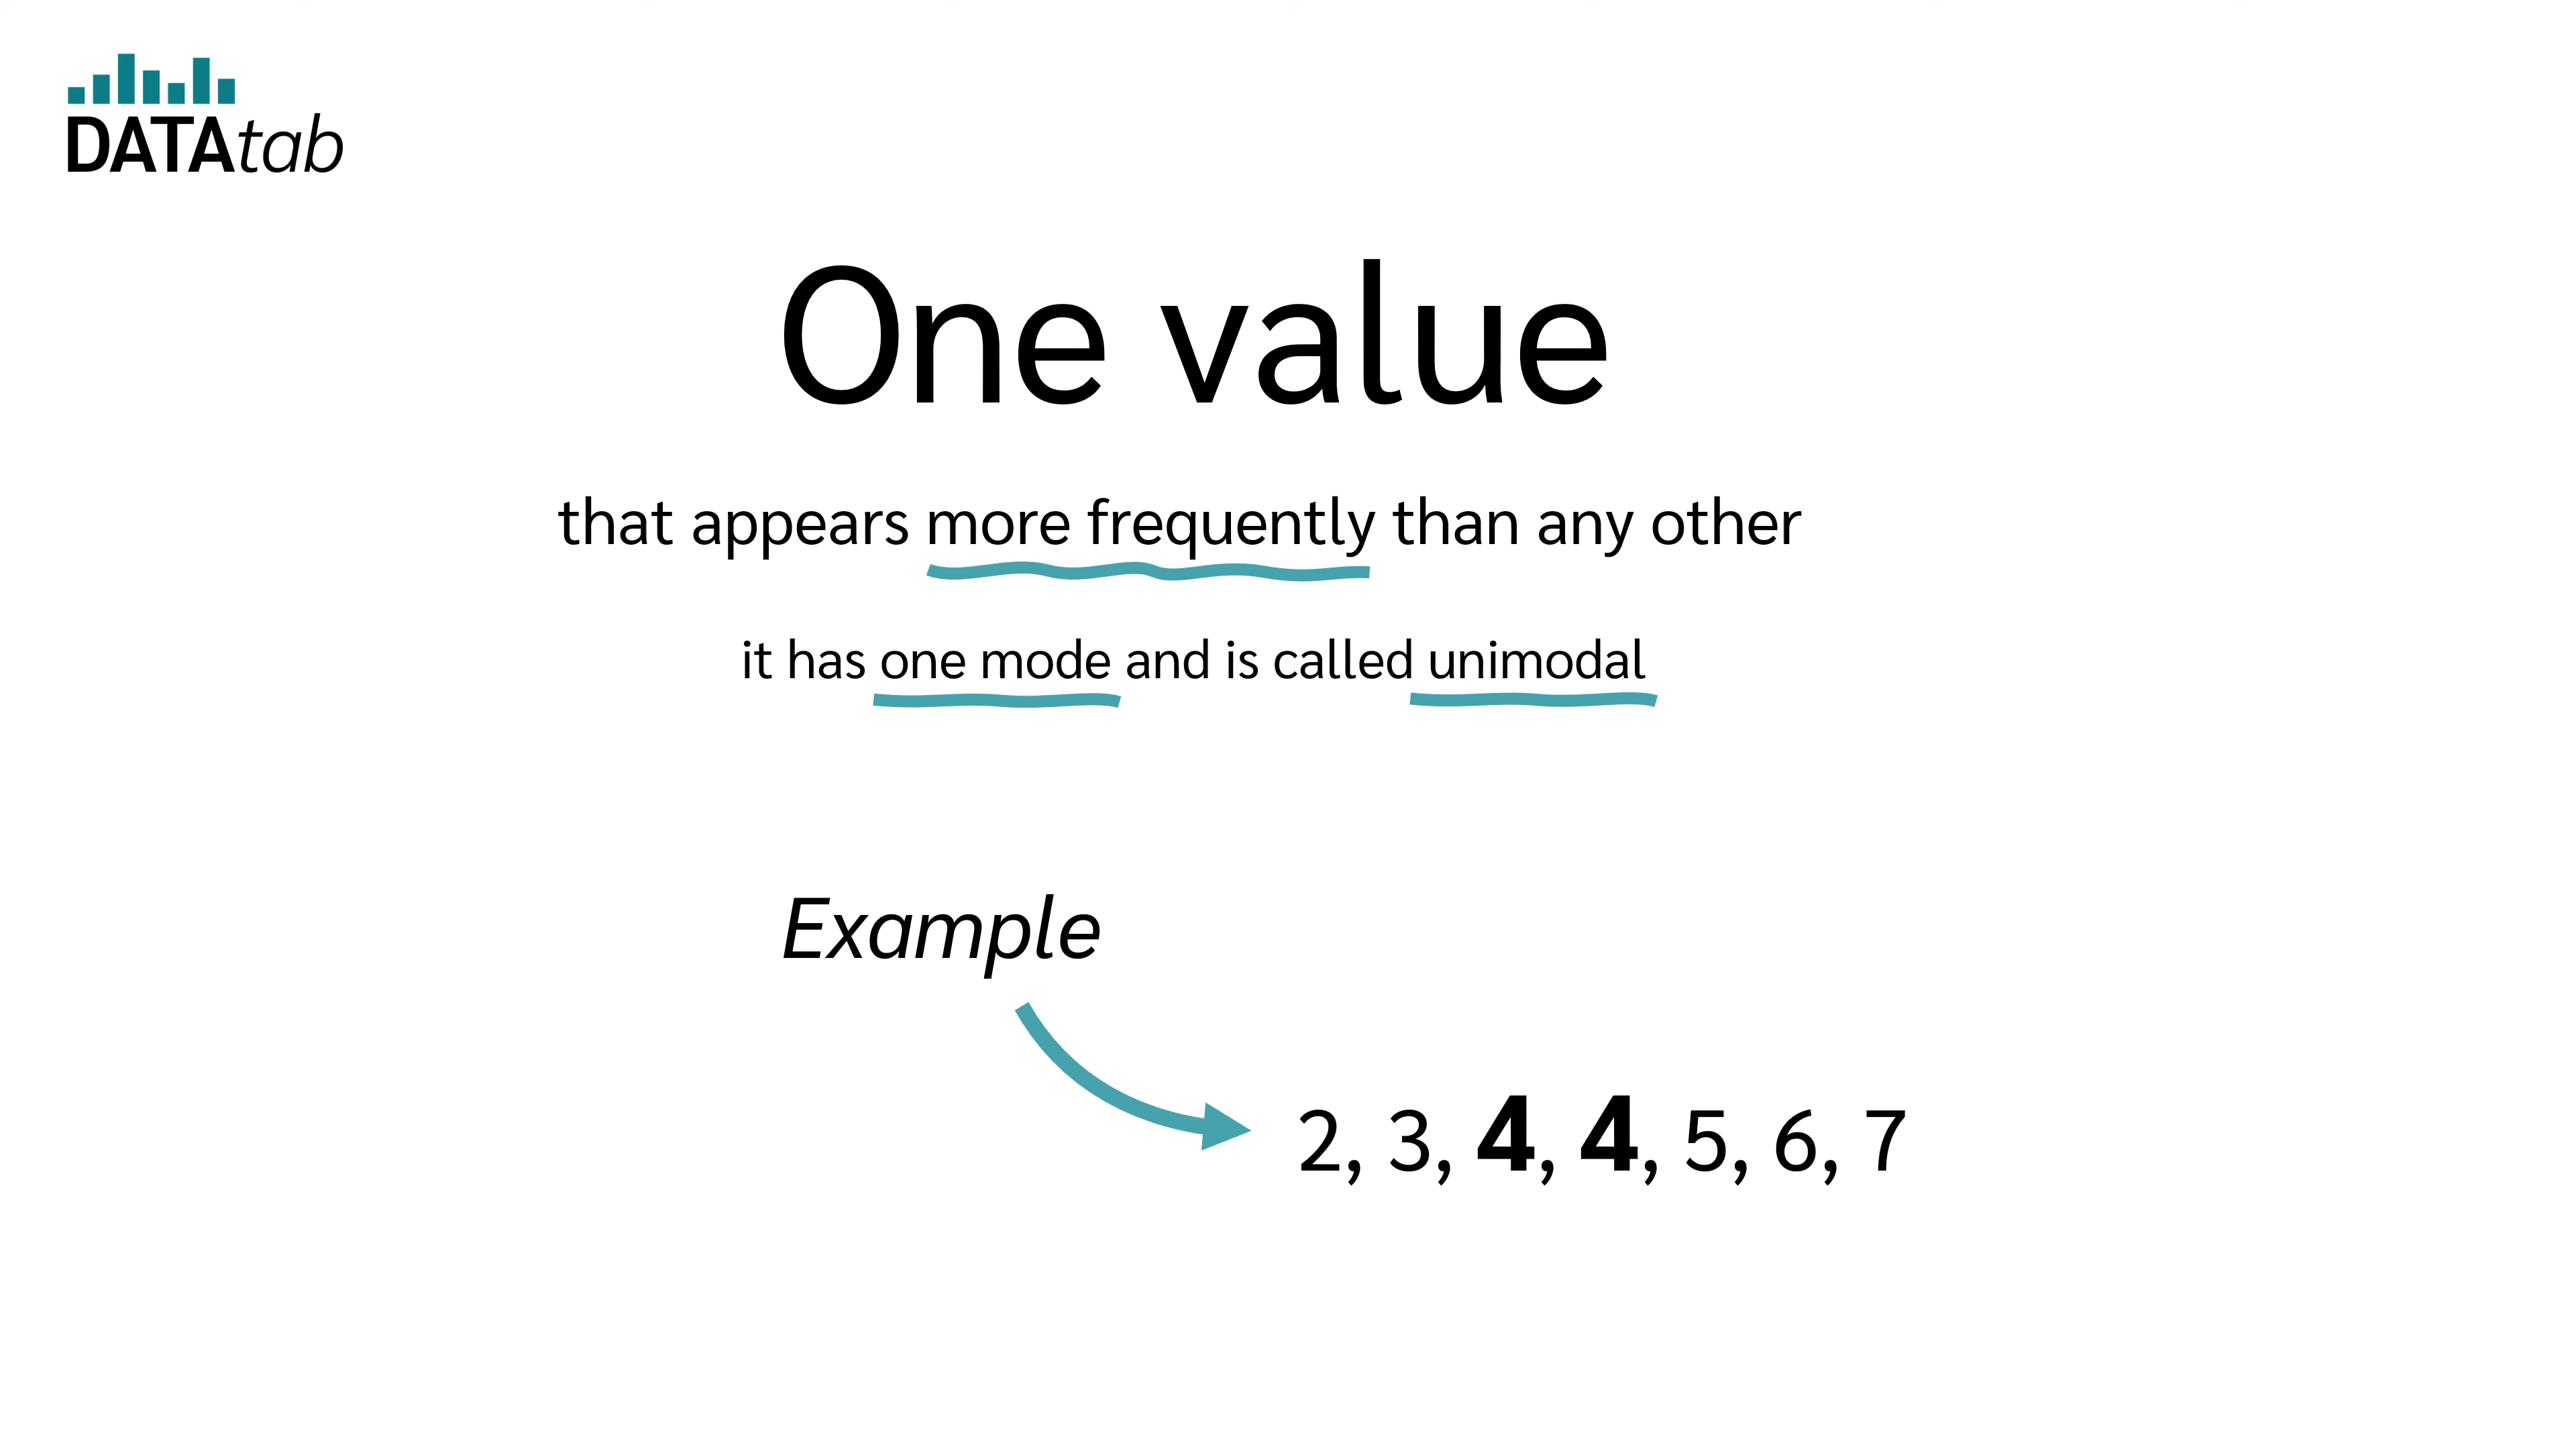 DATAtab
One value
that appears more frequently than any other
it has one mode and is called unimodal
Example
2, 3, 4, 4, 5, 6, 7